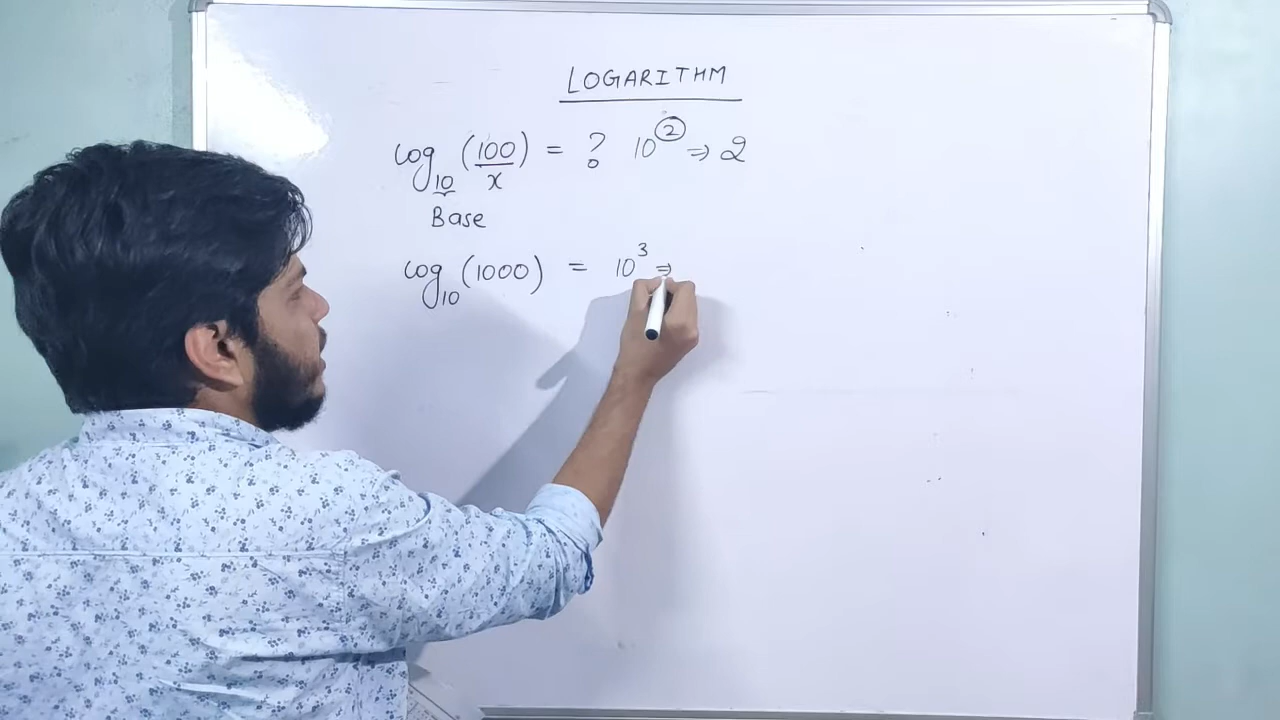 LOGARITHM
log₁₀ (100) = ? 10² ⇒ 2
x
Base
log₁₀ (1000) = 10³ ⇒